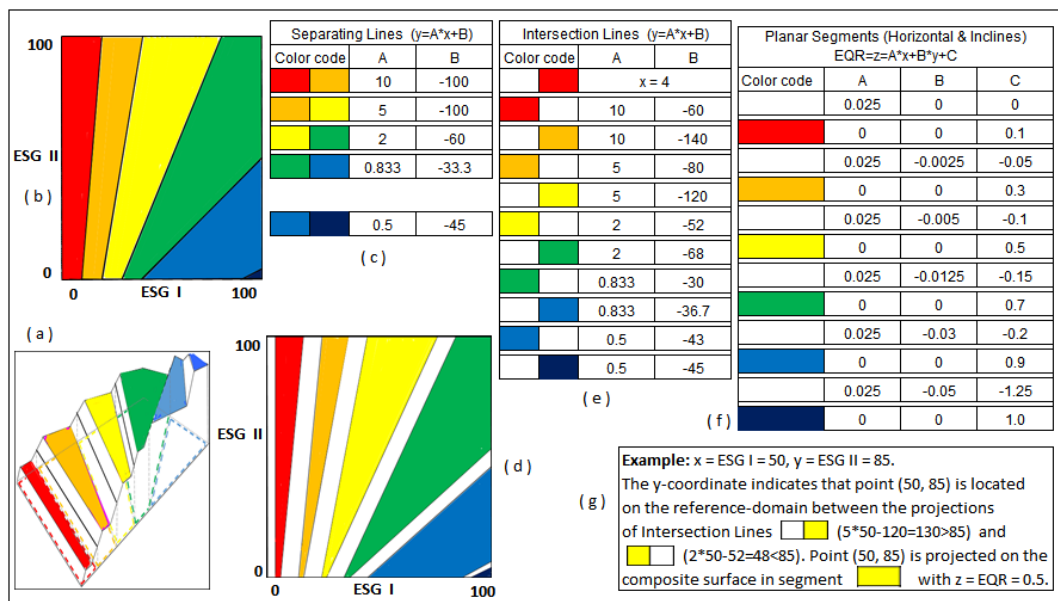 100
ESG II
( b )
0
0
ESG I
100
Separating Lines (y=A*x+B)
Color code A B
10 -100
5 -100
2 -60
0.833 -33.3
0.5 -45
( c )
Intersection Lines (y=A*x+B)
Color code A B
x = 4
10 -60
10 -140
5 -80
5 -120
2 -52
2 -68
0.833 -30
0.833 -36.7
0.5 -43
0.5 -45
( e )
Planar Segments (Horizontal & Inclines)
EQR=z=A*x+B*y+C
Color code A B C
0.025 0 0
0 0 0.1
0.025 -0.0025 -0.05
0 0 0.3
0.025 -0.005 -0.1
0 0 0.5
0.025 -0.0125 -0.15
0 0 0.7
0.025 -0.03 -0.2
0 0 0.9
0.025 -0.05 -1.25
0 0 1.0
( f )
( a )
100
ESG II
( d )
0
0 ESG I 100
( g )
Example: x = ESG I = 50, y = ESG II = 85.
The y-coordinate indicates that point (50, 85) is located
on the reference-domain between the projections
of Intersection Lines (5*50-120=130>85) and
(2*50-52=48<85). Point (50, 85) is projected on the
composite surface in segment with z = EQR = 0.5.